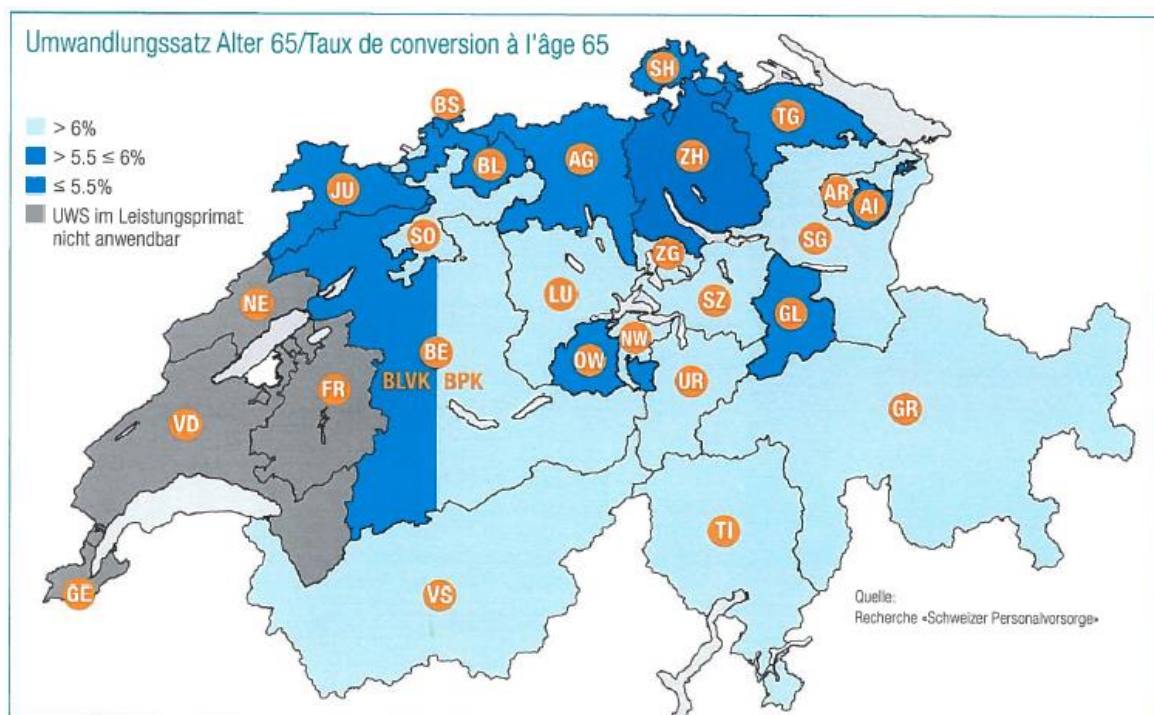 Umwandlungssatz Alter 65/Taux de conversion à l'âge 65
> 6%
> 5.5 ≤ 6%
≤ 5.5%
UWS im Leistungsprimat
nicht anwendbar
SH
BS
TG
BL
AG
ZH
JU
AR
AI
SO
SG
ZG
NE
LU
SZ
GL
NW
BE
OW
BLVK BPK
UR
FR
GR
VD
TI
GE
VS
Quelle:
Recherche «Schweizer Personalvorsorge»